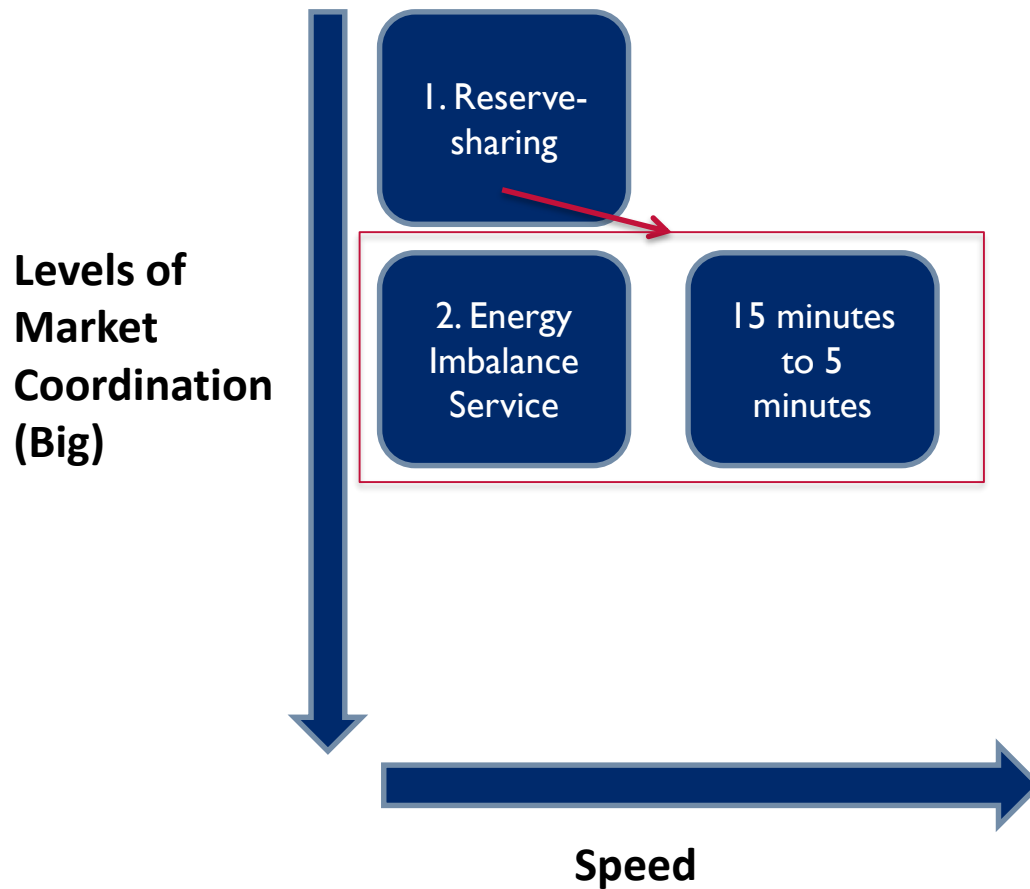 1. Reserve-
sharing
Levels of
Market
Coordination
(Big)
2. Energy
Imbalance
Service
15 minutes
to 5
minutes
Speed